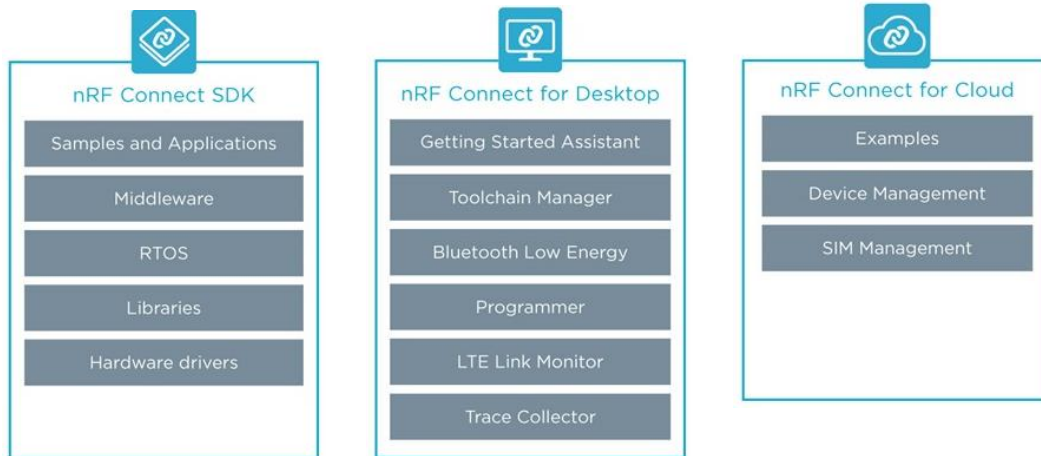 nRF Connect SDK
Samples and Applications
Middleware
RTOS
Libraries
Hardware drivers
nRF Connect for Desktop
Getting Started Assistant
Toolchain Manager
Bluetooth Low Energy
Programmer
LTE Link Monitor
Trace Collector
nRF Connect for Cloud
Examples
Device Management
SIM Management